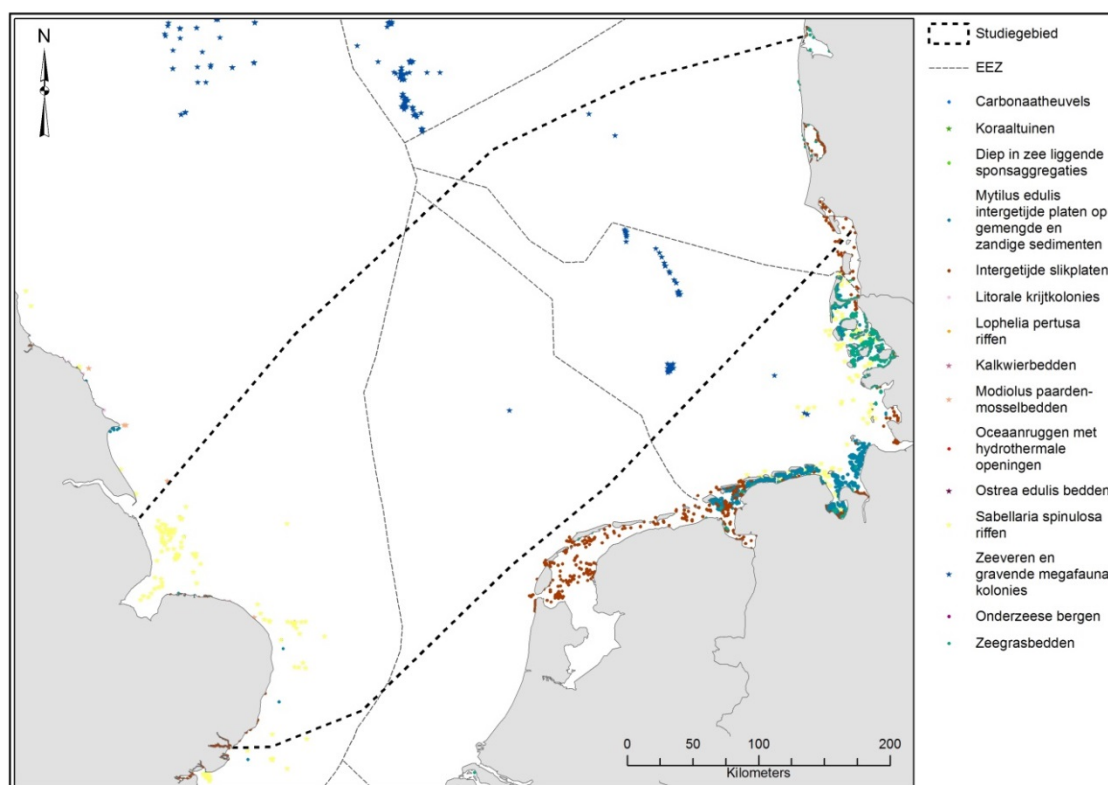 N
Studiegebied
EEZ
Carbonaatheuvels
Koraaltuinen
Diep in zee liggende
sponsaggregaties
Mytilus edulis
intergetijde platen op
gemengde en
zandige sedimenten
Intergetijde slikplaten
Litorale krijtkolonies
Lophelia pertusa
riffen
Kalkwierbedden
Modiolus paarden-
mosselbedden
Oceaanruggen met
hydrothermale
openingen
Ostrea edulis bedden
Sabellaria spinulosa
riffen
Zeeveren en
gravende megafauna
kolonies
Onderzeese bergen
Zeegrasbedden
0 50 100 200
Kilometers